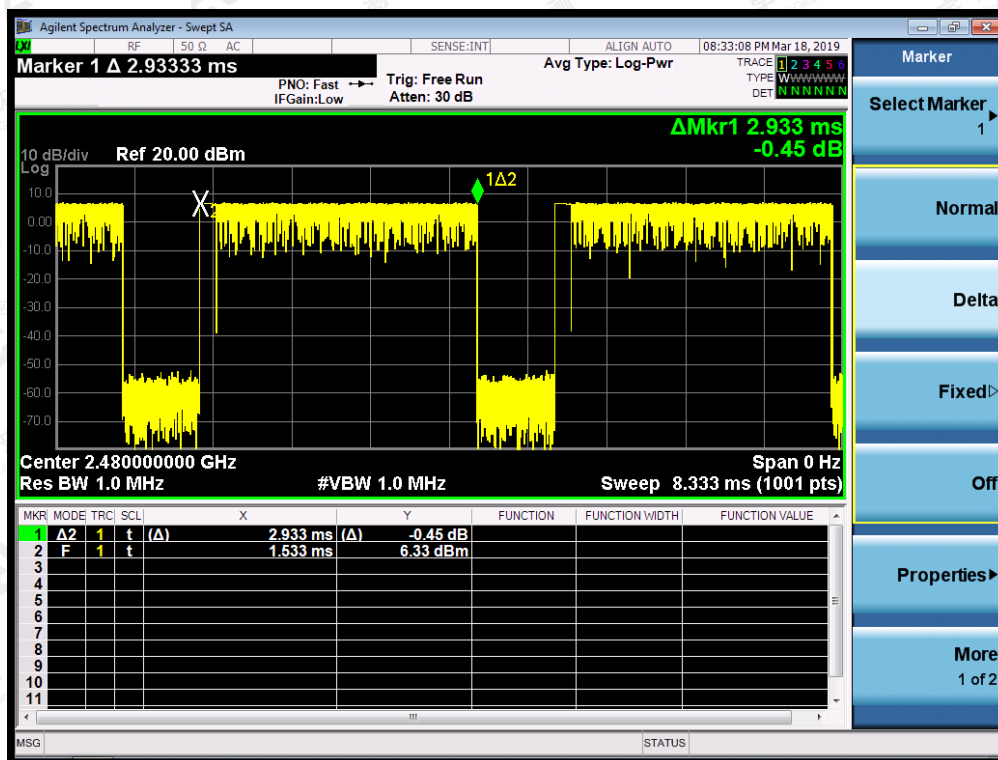 Agilent Spectrum Analyzer - Swept SA
LXI RF 50 Ω AC SENSE:INT ALIGN AUTO 08:33:08 PM Mar 18, 2019
Marker 1 Δ 2.93333 ms
PNO: Fast
IFGain:Low
Trig: Free Run
Atten: 30 dB
Avg Type: Log-Pwr
TRACE 1 2 3 4 5 6
TYPE WWWWWW
DET N N N N N N
ΔMkr1 2.933 ms
-0.45 dB
10 dB/div Ref 20.00 dBm
Log
10.0
0.00
-10.0
-20.0
-30.0
-40.0
-50.0
-60.0
-70.0
X2
1Δ2
Center 2.480000000 GHz Span 0 Hz
Res BW 1.0 MHz #VBW 1.0 MHz Sweep 8.333 ms (1001 pts)
MKR MODE TRC SCL X Y FUNCTION FUNCTION WIDTH FUNCTION VALUE
1 Δ2 1 t (Δ) 2.933 ms (Δ) -0.45 dB
2 F 1 t 1.533 ms 6.33 dBm
3
4
5
6
7
8
9
10
11
MSG STATUS
Marker
Select Marker
1
Normal
Delta
Fixed
Off
Properties
More
1 of 2